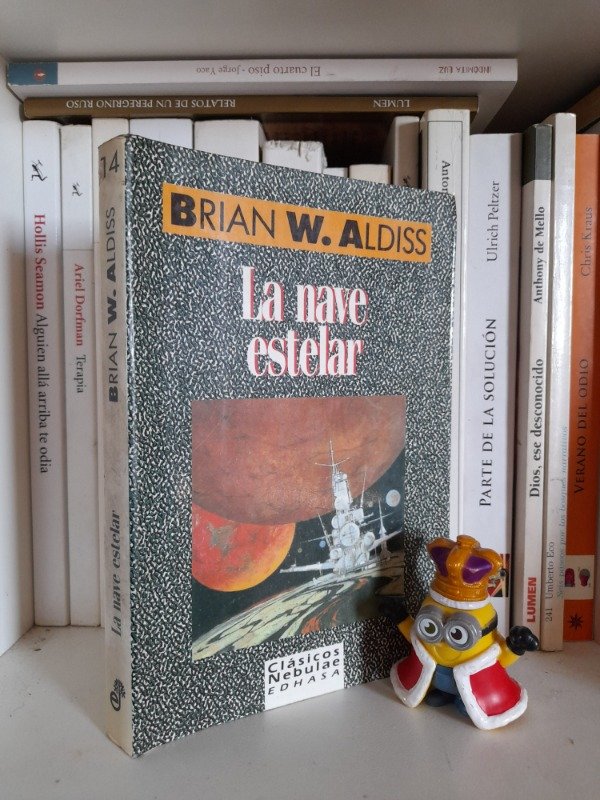 El cuarto piso - Jorge Yaco
INDÓMITA LUZ
RELATOS DE UN PEREGRINO RUSO
LUMEN
Hollis Seamon Alguien allá arriba te odia
Ariel Dorfman Terapia
14
BRIAN W. ALDISS
La nave estelar
BRIAN W. ALDISS
La nave
estelar
Clásicos
Nebulae
EDHASA
Ulrich Peltzer
PARTE DE LA SOLUCIÓN
Anthony de Mello
Dios, ese desconocido
LUMEN
241 Umberto Eco
Chris Kraus
VERANO DEL ODIO